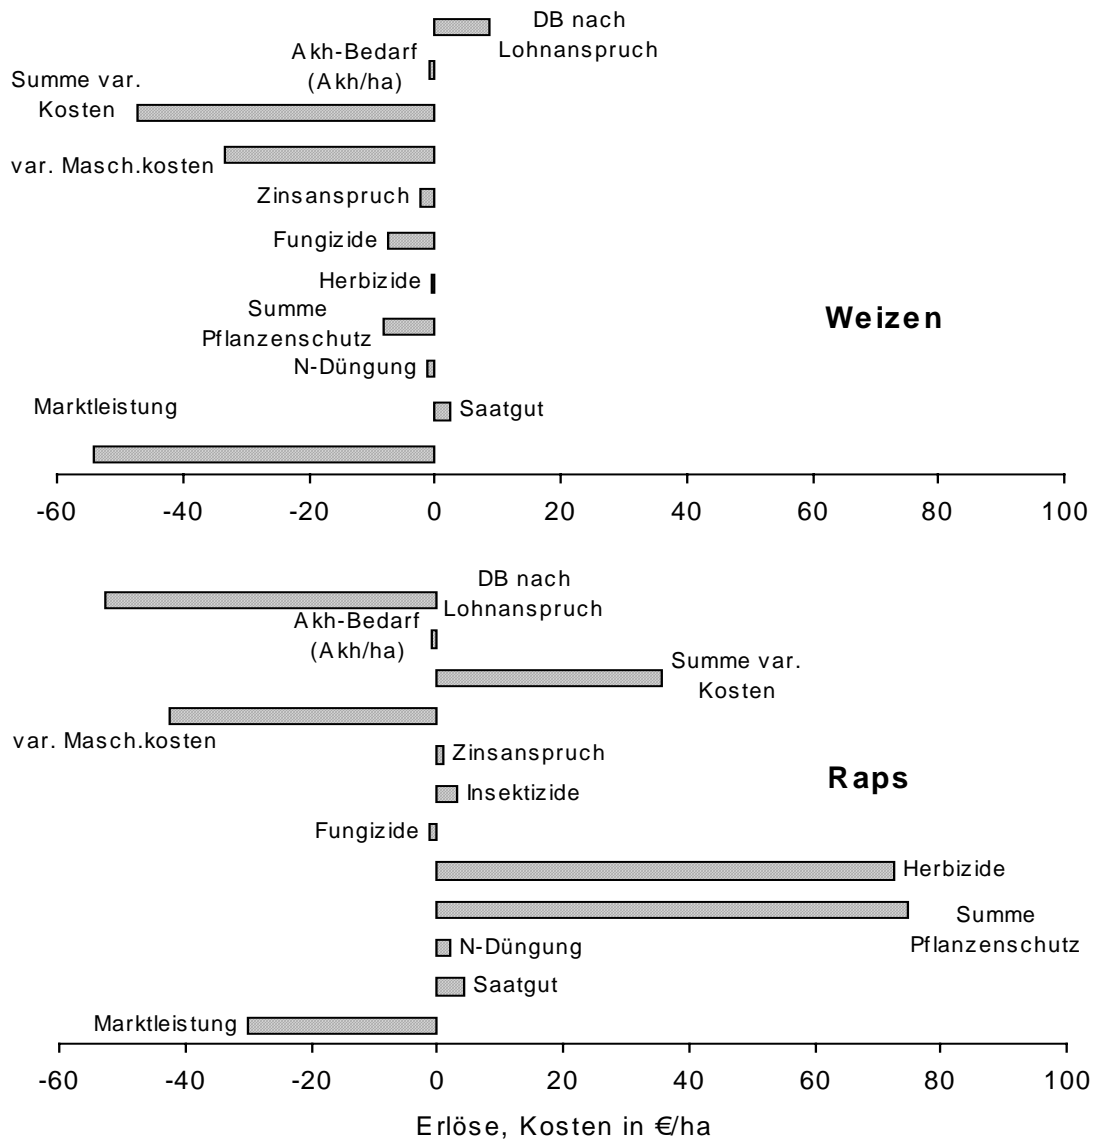 DB nach
Lohnanspruch
Akh-Bedarf
(Akh/ha)
Summe var.
Kosten
var. Masch.kosten
Zinsanspruch
Fungizide
Herbizide
Summe
Pflanzenschutz
Weizen
N-Düngung
Marktleistung
Saatgut
-60 -40 -20 0 20 40 60 80 100
DB nach
Lohnanspruch
Akh-Bedarf
(Akh/ha)
Summe var.
Kosten
var. Masch.kosten
Zinsanspruch
Raps
Insektizide
Fungizide
Herbizide
Summe
Pflanzenschutz
N-Düngung
Saatgut
Marktleistung
-60 -40 -20 0 20 40 60 80 100
Erlöse, Kosten in €/ha